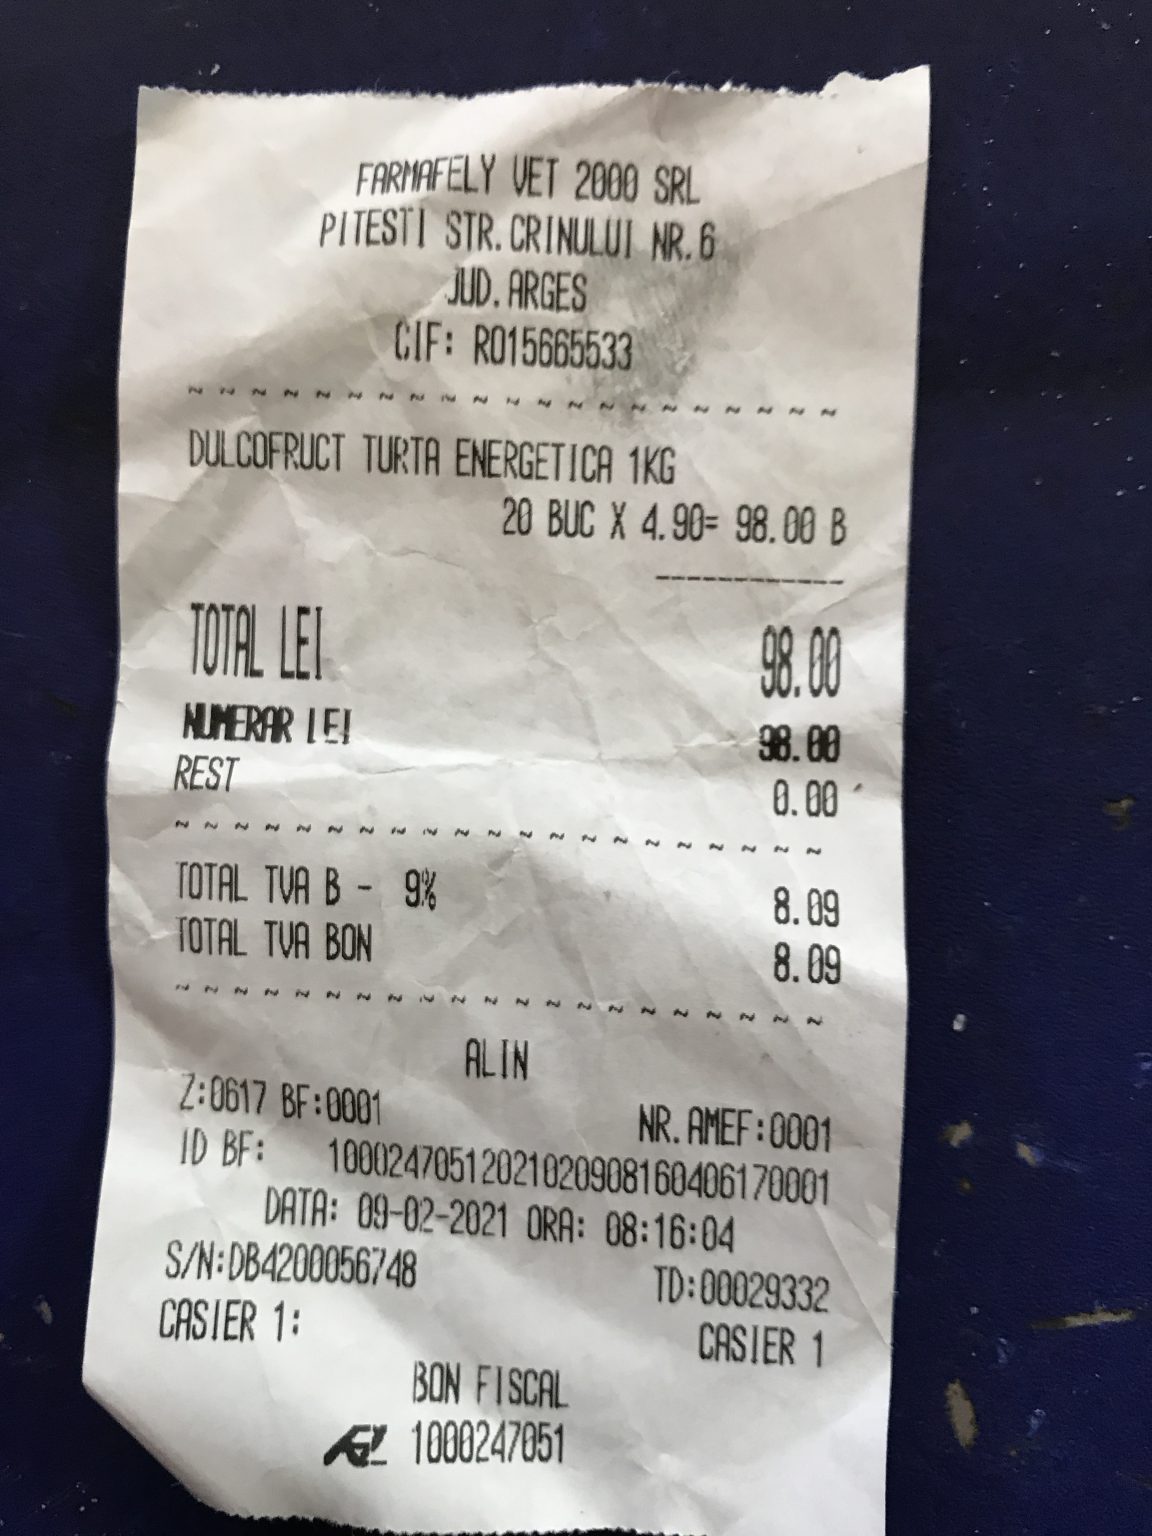 FARMAFELY VET 2000 SRL
PITESTI STR.CRINULUI NR.6
JUD.ARGES
CIF: RO15665533
~ ~ ~ ~ ~ ~ ~ ~ ~ ~ ~ ~ ~ ~ ~ ~ ~ ~ ~ ~ ~
DULCOFRUCT TURTA ENERGETICA 1KG
20 BUC X 4.90= 98.00 B
------------
TOTAL LEI 98.00
NUMERAR LEI 98.00
REST 0.00
~ ~ ~ ~ ~ ~ ~ ~ ~ ~ ~ ~ ~ ~ ~ ~ ~ ~ ~ ~ ~
TOTAL TVA B - 9% 8.09
TOTAL TVA BON 8.09
~ ~ ~ ~ ~ ~ ~ ~ ~ ~ ~ ~ ~ ~ ~ ~ ~ ~ ~ ~ ~
ALIN
Z:0617 BF:0001 NR.AMEF:0001
ID BF: 10002470512021020908160406170001
DATA: 09-02-2021 ORA: 08:16:04
S/N:DB4200056748 TD:00029332
CASIER 1: CASIER 1
BON FISCAL
1000247051